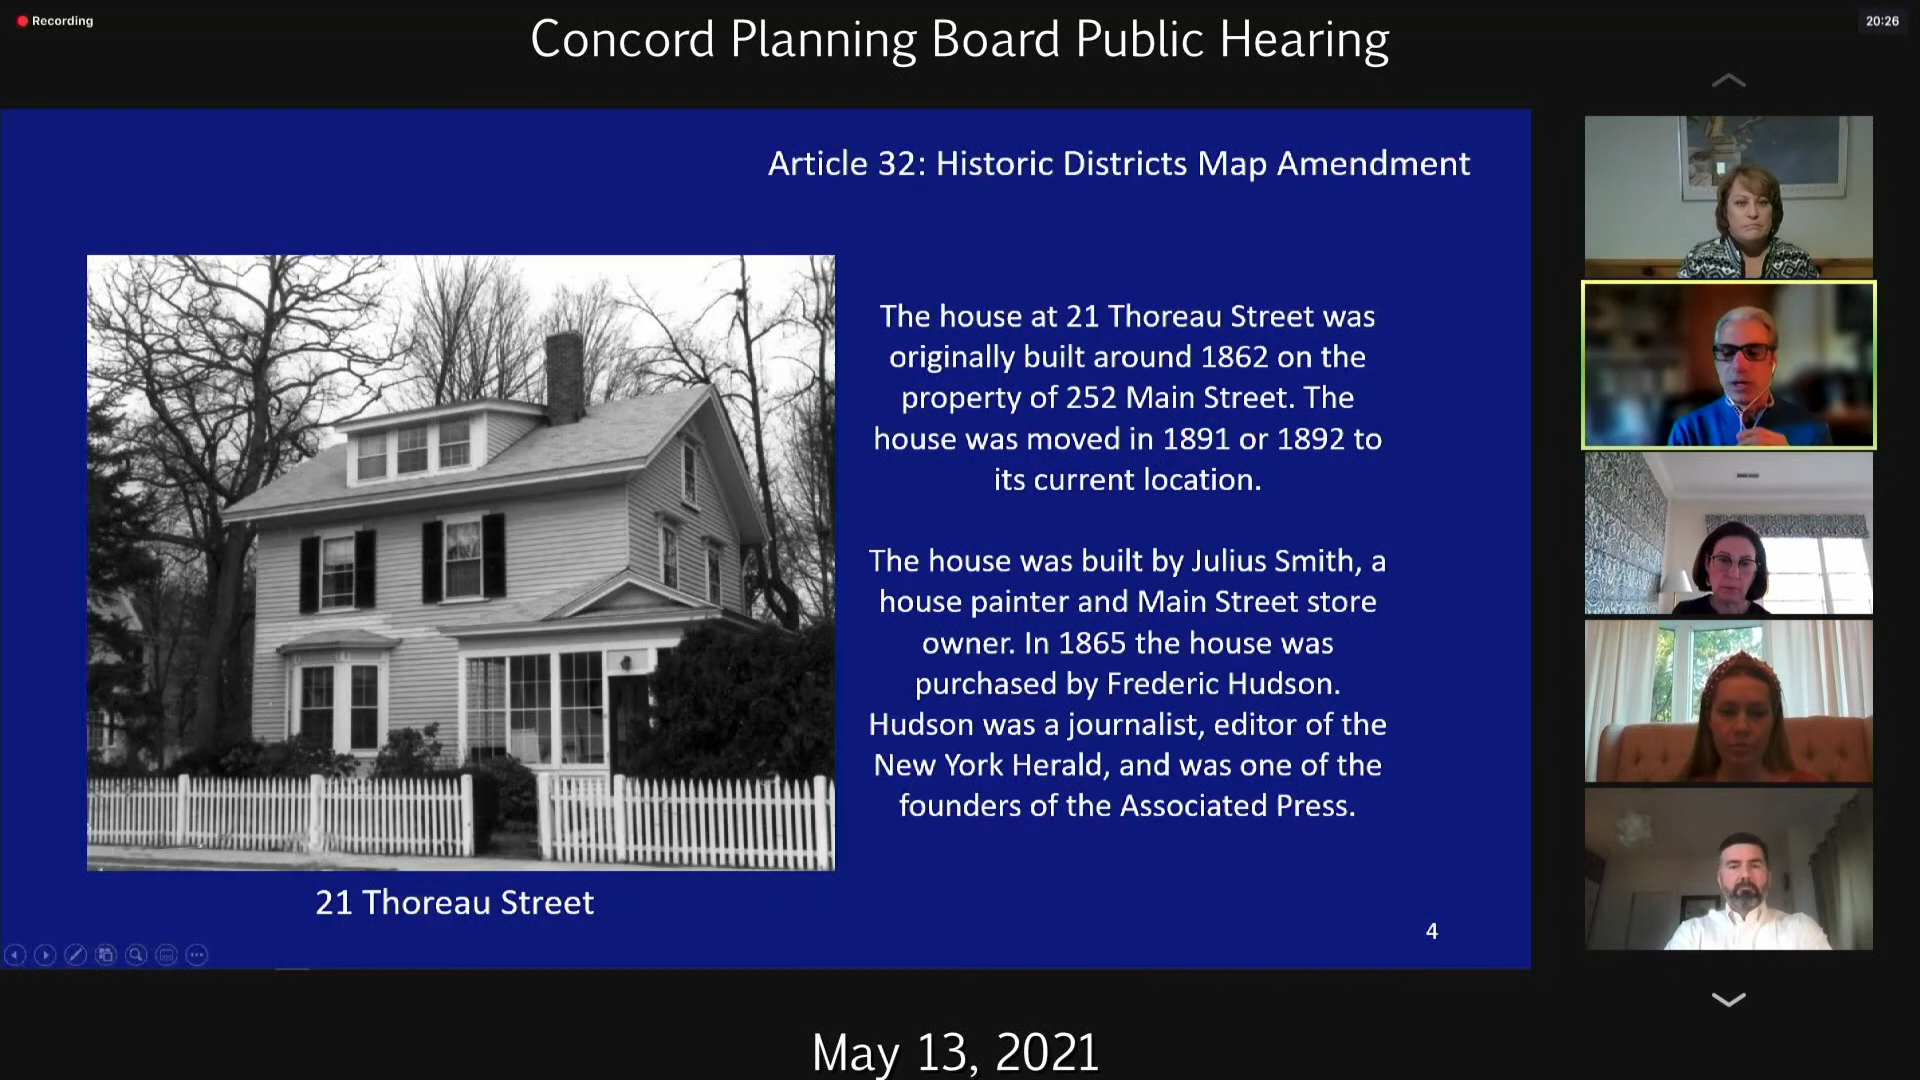 Recording
Concord Planning Board Public Hearing
20:26
Article 32: Historic Districts Map Amendment
The house at 21 Thoreau Street was
originally built around 1862 on the
property of 252 Main Street. The
house was moved in 1891 or 1892 to
its current location.
The house was built by Julius Smith, a
house painter and Main Street store
owner. In 1865 the house was
purchased by Frederic Hudson.
Hudson was a journalist, editor of the
New York Herald, and was one of the
founders of the Associated Press.
21 Thoreau Street
4
May 13, 2021